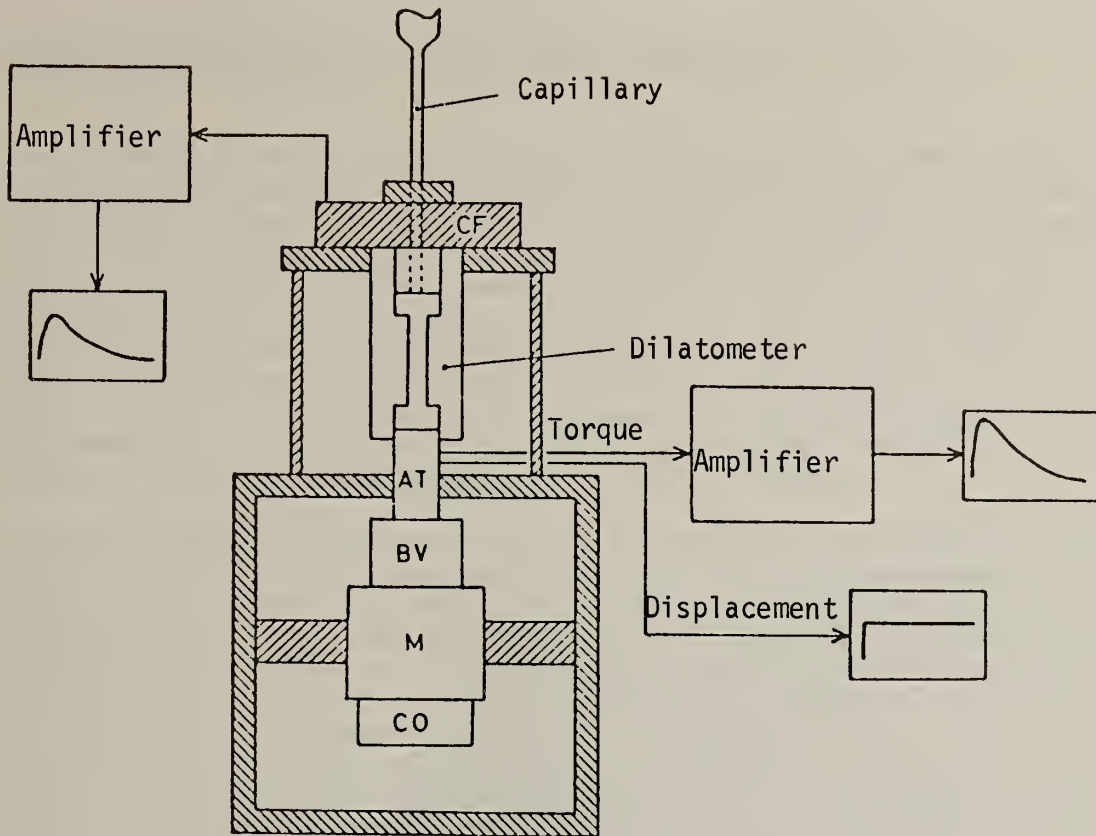 Capillary
Amplifier
CF
Dilatometer
Torque
Amplifier
AT
BV
Displacement
M
CO